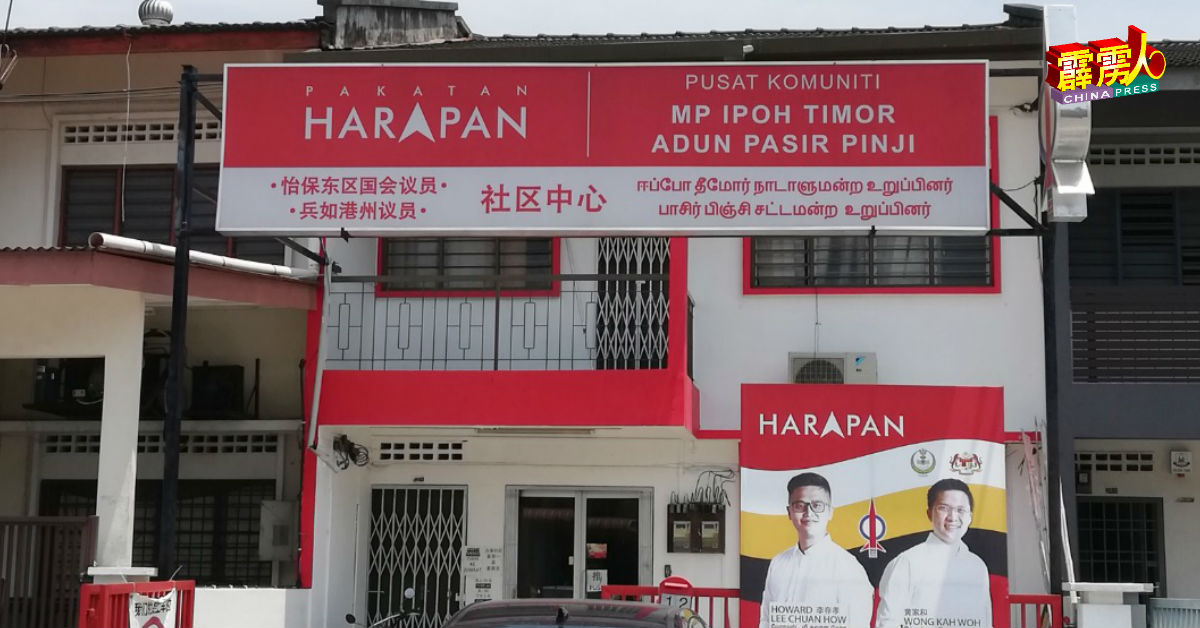 霹雳人
CHINA PRESS
PAKATAN
HARAPAN
PUSAT KOMUNITI
MP IPOH TIMOR
ADUN PASIR PINJI
•怡保东区国会议员•
•兵如港州议员•
社区中心
ஈப்போ தீமோர் நாடாளுமன்ற உறுப்பினர்
பாசிர் பிஞ்சி சட்டமன்ற உறுப்பினர்
HARAPAN
HOWARD 李存孝
LEE CHUAN HOW
黄家和
WONG KAH WOH
12